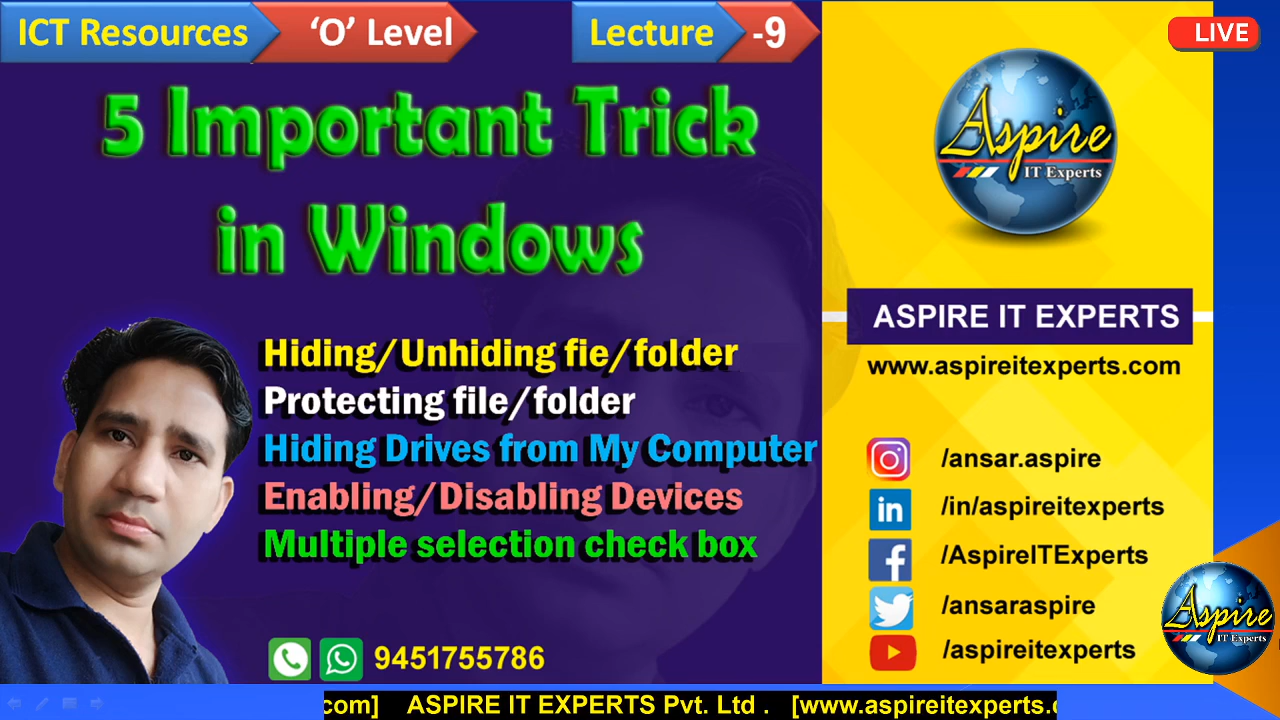 ICT Resources 'O' Level Lecture -9
LIVE
5 Important Trick
in Windows
Hiding/Unhiding fie/folder
Protecting file/folder
Hiding Drives from My Computer
Enabling/Disabling Devices
Multiple selection check box
9451755786
Aspire
IT Experts
ASPIRE IT EXPERTS
www.aspireitexperts.com
/ansar.aspire
in /in/aspireitexperts
/AspireITExperts
/ansaraspire
/aspireitexperts
Aspire
IT Experts
com] ASPIRE IT EXPERTS Pvt. Ltd . [www.aspireitexperts.